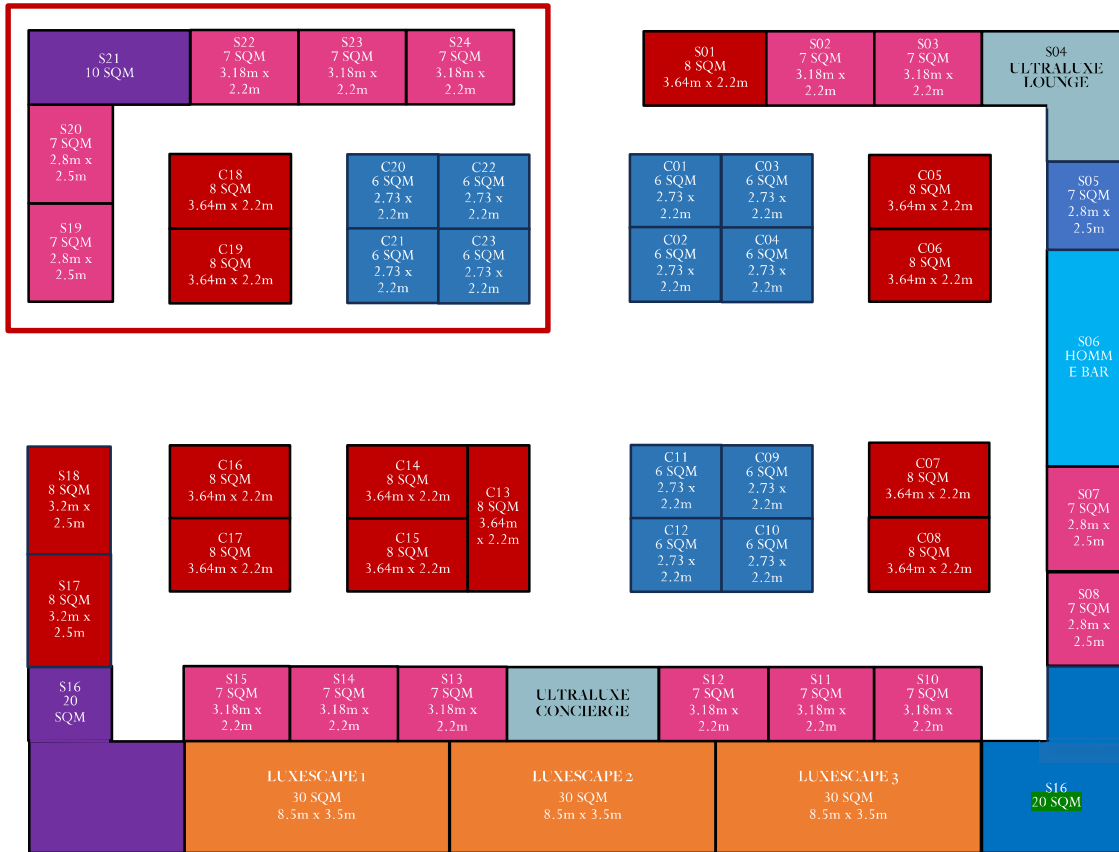 S21
10 SQM
S22
7 SQM
3.18m x
2.2m
S23
7 SQM
3.18m x
2.2m
S24
7 SQM
3.18m x
2.2m
S01
8 SQM
3.64m x 2.2m
S02
7 SQM
3.18m x
2.2m
S03
7 SQM
3.18m x
2.2m
S04
ULTRALUXE
LOUNGE
S20
7 SQM
2.8m x
2.5m
S19
7 SQM
2.8m x
2.5m
C18
8 SQM
3.64m x 2.2m
C19
8 SQM
3.64m x 2.2m
C20
6 SQM
2.73 x
2.2m
C22
6 SQM
2.73 x
2.2m
C21
6 SQM
2.73 x
2.2m
C23
6 SQM
2.73 x
2.2m
C01
6 SQM
2.73 x
2.2m
C03
6 SQM
2.73 x
2.2m
C02
6 SQM
2.73 x
2.2m
C04
6 SQM
2.73 x
2.2m
C05
8 SQM
3.64m x 2.2m
C06
8 SQM
3.64m x 2.2m
S05
7 SQM
2.8m x
2.5m
S06
HOMM
E BAR
S18
8 SQM
3.2m x
2.5m
S17
8 SQM
3.2m x
2.5m
C16
8 SQM
3.64m x 2.2m
C17
8 SQM
3.64m x 2.2m
C14
8 SQM
3.64m x 2.2m
C15
8 SQM
3.64m x 2.2m
C13
8 SQM
3.64m
x 2.2m
C11
6 SQM
2.73 x
2.2m
C09
6 SQM
2.73 x
2.2m
C12
6 SQM
2.73 x
2.2m
C10
6 SQM
2.73 x
2.2m
C07
8 SQM
3.64m x 2.2m
C08
8 SQM
3.64m x 2.2m
S07
7 SQM
2.8m x
2.5m
S08
7 SQM
2.8m x
2.5m
S16
20
SQM
S15
7 SQM
3.18m x
2.2m
S14
7 SQM
3.18m x
2.2m
S13
7 SQM
3.18m x
2.2m
ULTRALUXE
CONCIERGE
S12
7 SQM
3.18m x
2.2m
S11
7 SQM
3.18m x
2.2m
S10
7 SQM
3.18m x
2.2m
LUXESCAPE 1
30 SQM
8.5m x 3.5m
LUXESCAPE 2
30 SQM
8.5m x 3.5m
LUXESCAPE 3
30 SQM
8.5m x 3.5m
S16
20 SQM